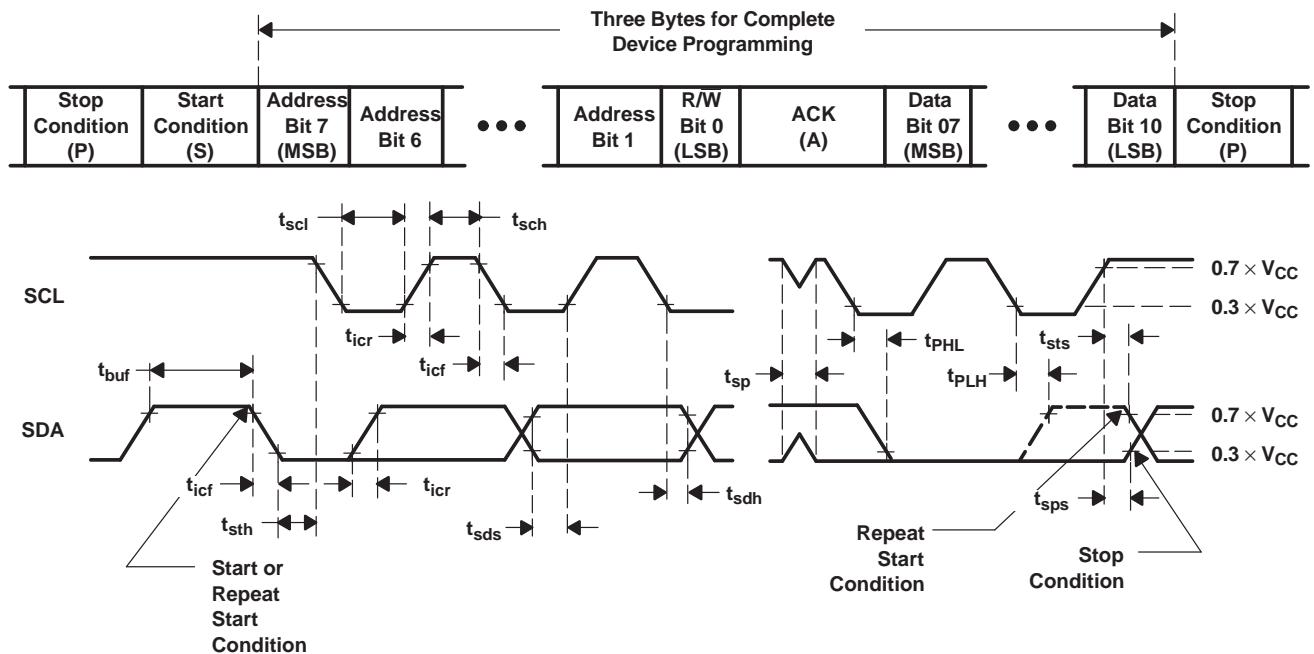 Three Bytes for Complete
Device Programming
Stop
Condition
(P)
Start
Condition
(S)
Address
Bit 7
(MSB)
Address
Bit 6
•••
Address
Bit 1
R/W̅
Bit 0
(LSB)
ACK
(A)
Data
Bit 07
(MSB)
•••
Data
Bit 10
(LSB)
Stop
Condition
(P)
tscl
tsch
SCL
0.7 × VCC
0.3 × VCC
ticr
ticf
tPHL
tsts
tbuf
tsp
tPLH
SDA
0.7 × VCC
0.3 × VCC
ticf
ticr
tsdh
tsth
tsds
tsps
Start or
Repeat
Start
Condition
Repeat
Start
Condition
Stop
Condition